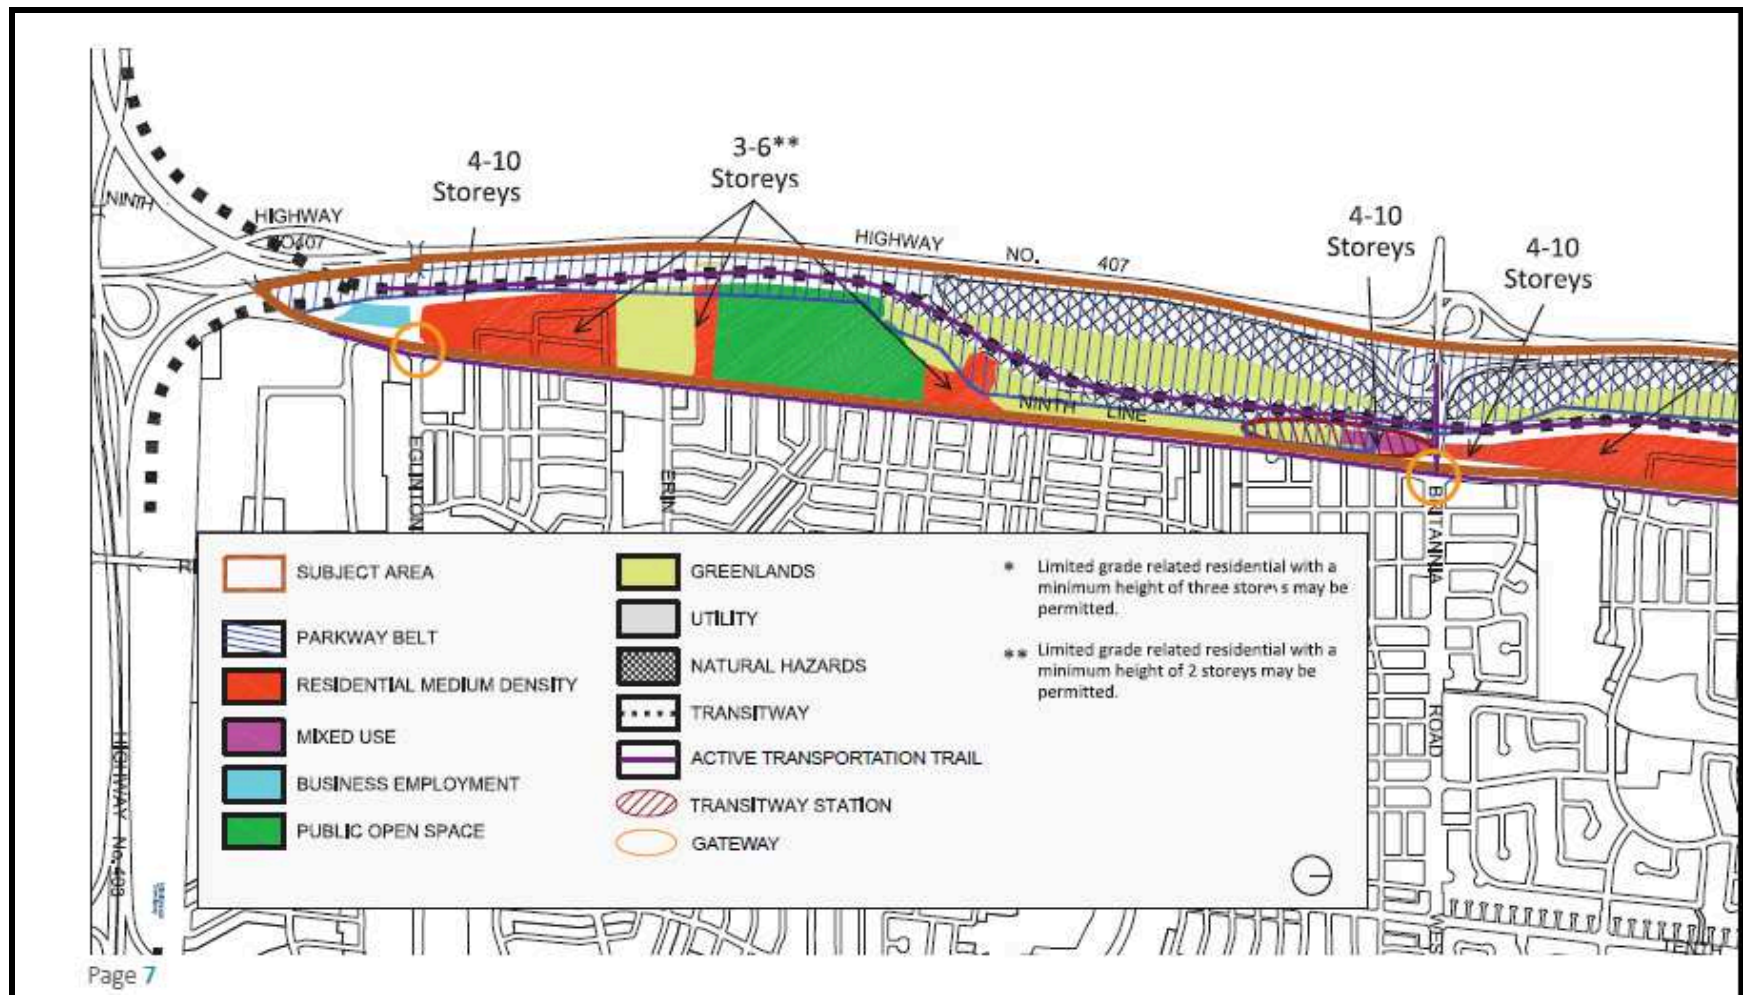 3-6**
Storeys
4-10
Storeys
4-10
Storeys
4-10
Storeys
NINTH
HIGHWAY
NO407
HIGHWAY NO. 407
NINTH LINE
EGLINTON
ERIN
BRITANNIA
ROAD
TENTH
HIGHWAY No. 403
SUBJECT AREA
PARKWAY BELT
RESIDENTIAL MEDIUM DENSITY
MIXED USE
BUSINESS EMPLOYMENT
PUBLIC OPEN SPACE
GREENLANDS
UTILITY
NATURAL HAZARDS
TRANSITWAY
ACTIVE TRANSPORTATION TRAIL
TRANSITWAY STATION
GATEWAY
* Limited grade related residential with a
minimum height of three storeys may be
permitted.
** Limited grade related residential with a
minimum height of 2 storeys may be
permitted.
Page 7